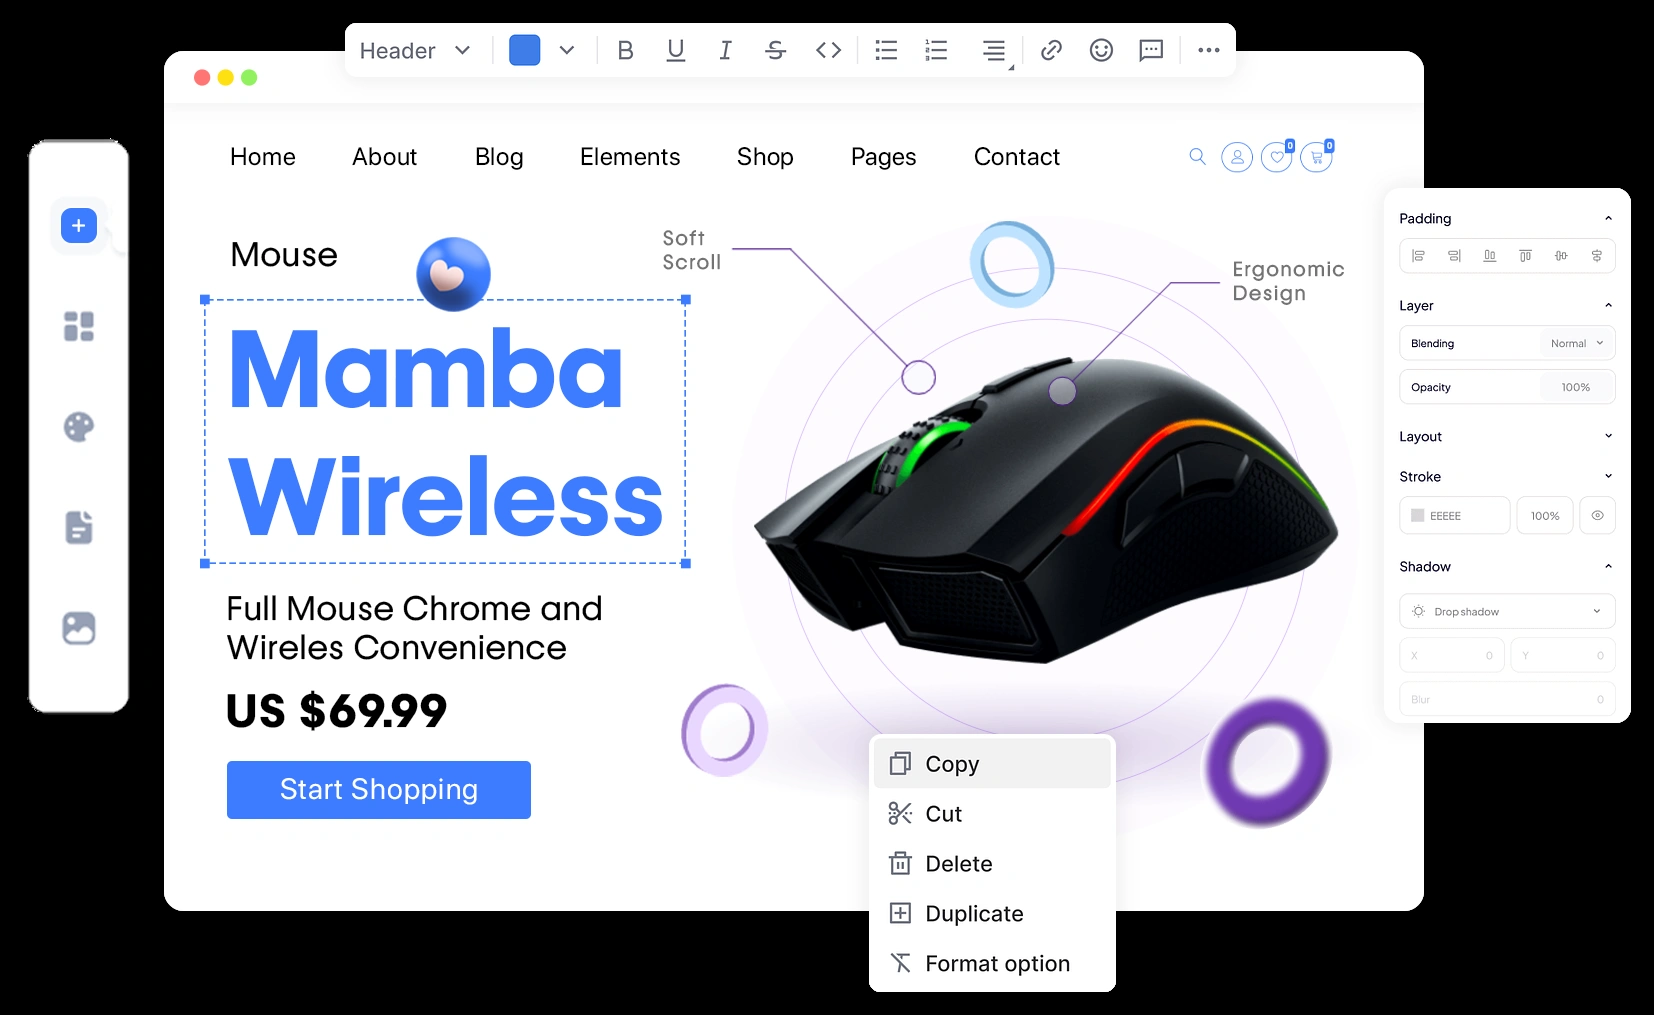 Header
Home About Blog Elements Shop Pages Contact
0 0
Mouse
Mamba
Wireless
Full Mouse Chrome and
Wireles Convenience
US $69.99
Start Shopping
Soft
Scroll
Ergonomic
Design
Copy
Cut
Delete
Duplicate
Format option
Padding
Layer
Blending Normal
Opacity 100%
Layout
Stroke
EEEEE 100%
Shadow
Drop shadow
X 0 Y 0
Blur 0